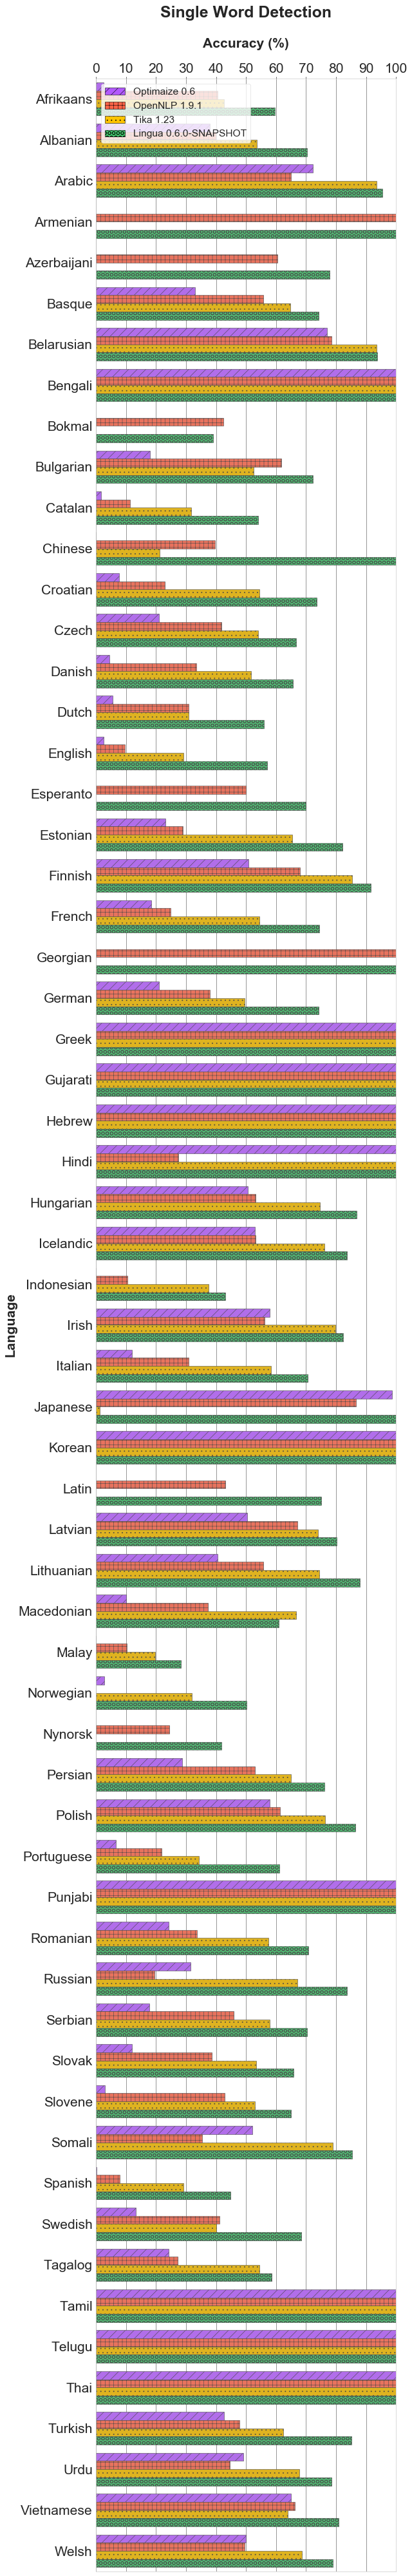 Single Word Detection
Accuracy (%)
0 10 20 30 40 50 60 70 80 90 100
Optimaize 0.6
OpenNLP 1.9.1
Tika 1.23
Lingua 0.6.0-SNAPSHOT
Afrikaans
Albanian
Arabic
Armenian
Azerbaijani
Basque
Belarusian
Bengali
Bokmal
Bulgarian
Catalan
Chinese
Croatian
Czech
Danish
Dutch
English
Esperanto
Estonian
Finnish
French
Georgian
German
Greek
Gujarati
Hebrew
Hindi
Hungarian
Icelandic
Indonesian
Language
Irish
Italian
Japanese
Korean
Latin
Latvian
Lithuanian
Macedonian
Malay
Norwegian
Nynorsk
Persian
Polish
Portuguese
Punjabi
Romanian
Russian
Serbian
Slovak
Slovene
Somali
Spanish
Swedish
Tagalog
Tamil
Telugu
Thai
Turkish
Urdu
Vietnamese
Welsh